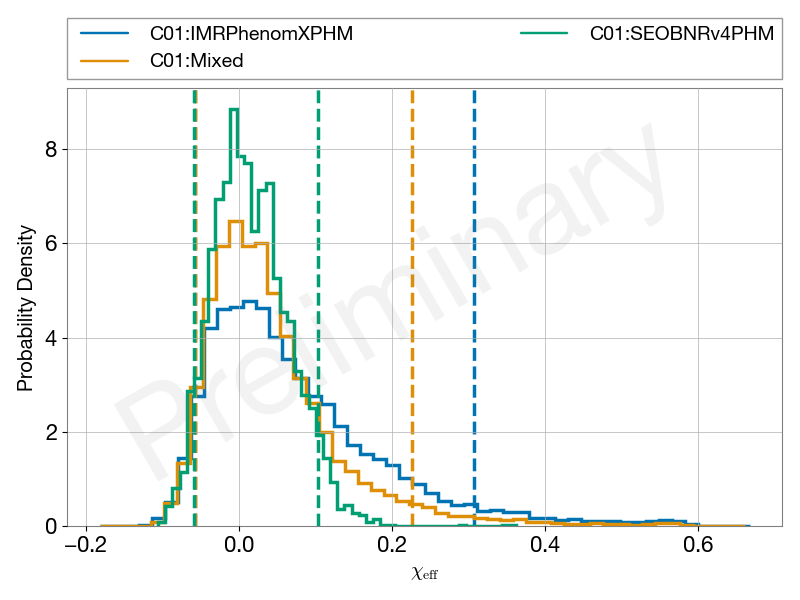 C01:IMRPhenomXPHM
C01:SEOBNRv4PHM
C01:Mixed
Preliminary
Probability Density
8
6
4
2
0
−0.2
0.0
0.2
0.4
0.6
χeff